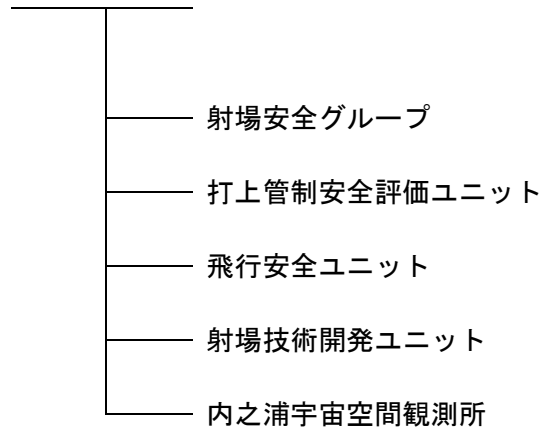 射場安全グループ
打上管制安全評価ユニット
飛行安全ユニット
射場技術開発ユニット
内之浦宇宙空間観測所